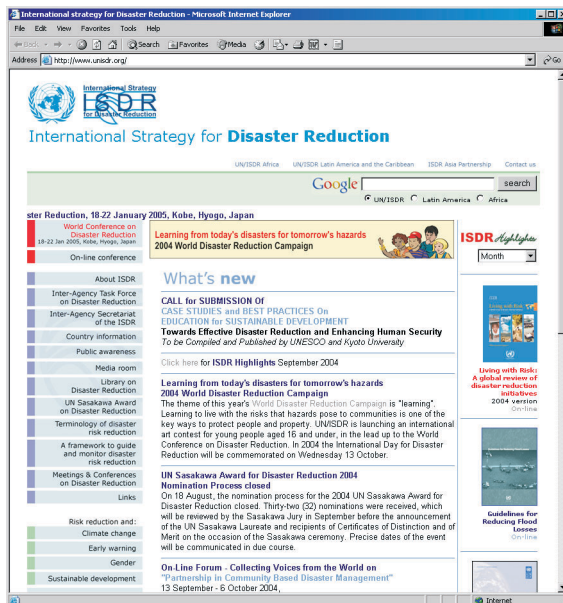 International strategy for Disaster Reduction - Microsoft Internet Explorer
File Edit View Favorites Tools Help
Back Search Favorites Media
Address http://www.unisdr.org/ Go
International Strategy
ISDR
for Disaster Reduction
International Strategy for Disaster Reduction
UN/ISDR Africa UN/ISDR Latin America and the Caribbean ISDR Asia Partnership Contact us
Google search
UN/ISDR Latin America Africa
ster Reduction, 18-22 January 2005, Kobe, Hyogo, Japan
World Conference on
Disaster Reduction
18-22 Jan 2005, Kobe, Hyogo, Japan
On-line conference
About ISDR
Inter-Agency Task Force
on Disaster Reduction
Inter-Agency Secretariat
of the ISDR
Country information
Public awareness
Media room
Library on
Disaster Reduction
UN Sasakawa Award
on Disaster Reduction
Terminology of disaster
risk reduction
A framework to guide
and monitor disaster
risk reduction
Meetings & Conferences
on Disaster Reduction
Links
Risk reduction and:
Climate change
Early warning
Gender
Sustainable development
Learning from today's disasters for tomorrow's hazards
2004 World Disaster Reduction Campaign
What's new
CALL for SUBMISSION Of
CASE STUDIES and BEST PRACTICES On
EDUCATION for SUSTAINABLE DEVELOPMENT
Towards Effective Disaster Reduction and Enhancing Human Security
To be Compiled and Published by UNESCO and Kyoto University
Click here for ISDR Highlights September 2004
Learning from today's disasters for tomorrow's hazards
2004 World Disaster Reduction Campaign
The theme of this year's World Disaster Reduction Campaign is "learning".
Learning to live with the risks that hazards pose to communities is one of the
key ways to protect people and property. UN/ISDR is launching an international
art contest for young people aged 16 and under, in the lead up to the World
Conference on Disaster Reduction. In 2004 the International Day for Disaster
Reduction will be commemorated on Wednesday 13 October.
UN Sasakawa Award for Disaster Reduction 2004
Nomination Process closed
On 18 August, the nomination process for the 2004 UN Sasakawa Award for
Disaster Reduction closed. Thirty-two (32) nominations were received, which
will be reviewed by the Sasakawa Jury in September before the announcement
of the UN Sasakawa Laureate and recipients of Certificates of Distinction and of
Merit on the occasion of the Sasakawa ceremony. Precise dates of the event
will be communicated in due course.
On-Line Forum - Collecting Voices from the World on
"Partnership in Community Based Disaster Management"
13 September - 6 October 2004,
ISDR Highlights
Month
Living with Risk
Living with Risk:
A global review of
disaster reduction
initiatives
2004 version
On-line
Guidelines for
Reducing Flood
Losses
On-line
Internet